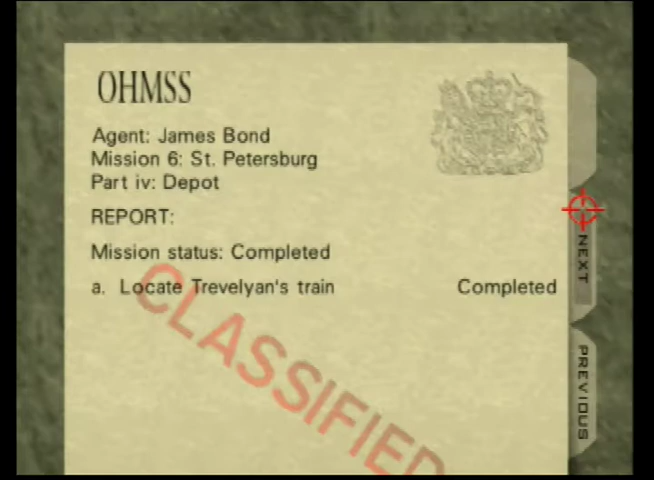 OHMSS
Agent: James Bond
Mission 6: St. Petersburg
Part iv: Depot
REPORT:
Mission status: Completed
a. Locate Trevelyan's train Completed
CLASSIFIED
NEXT
PREVIOUS